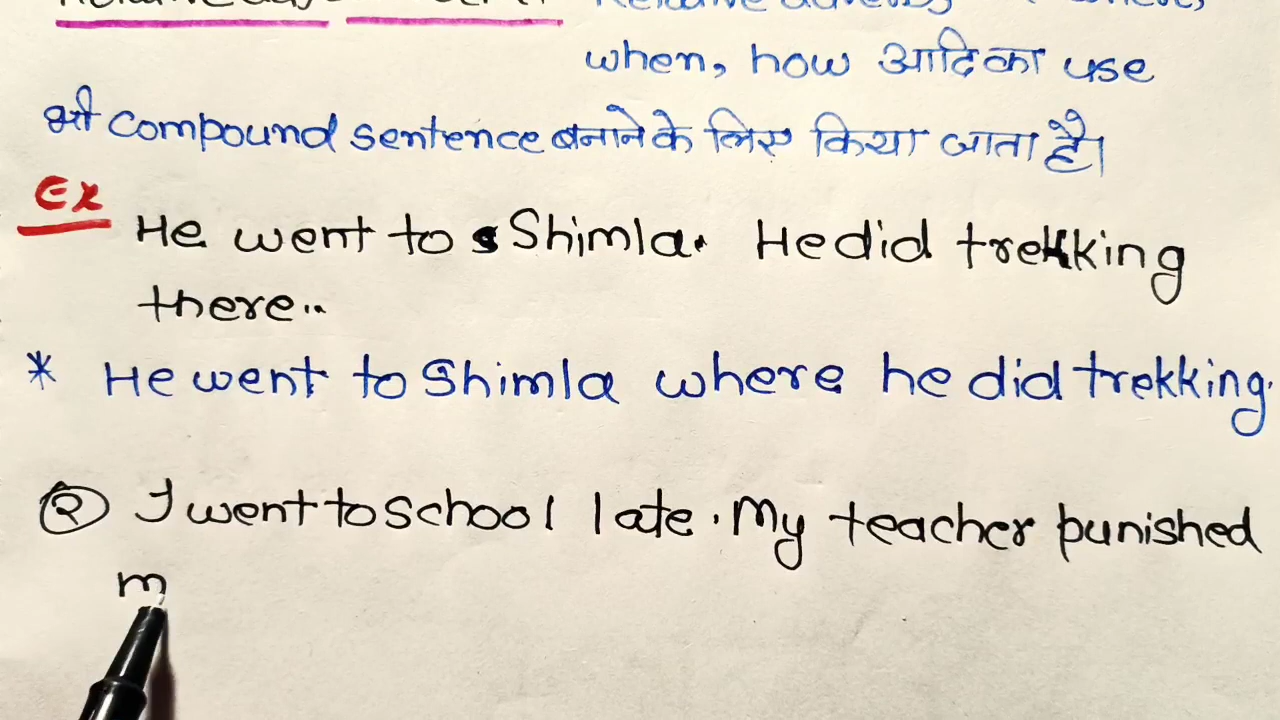 when, how आदि का use
भी compound sentence बनाने के लिए किया जाता है।
Ex He went to Shimla. He did trekking
there..
* He went to Shimla where he did trekking.
② I went to School late. My teacher punished
m